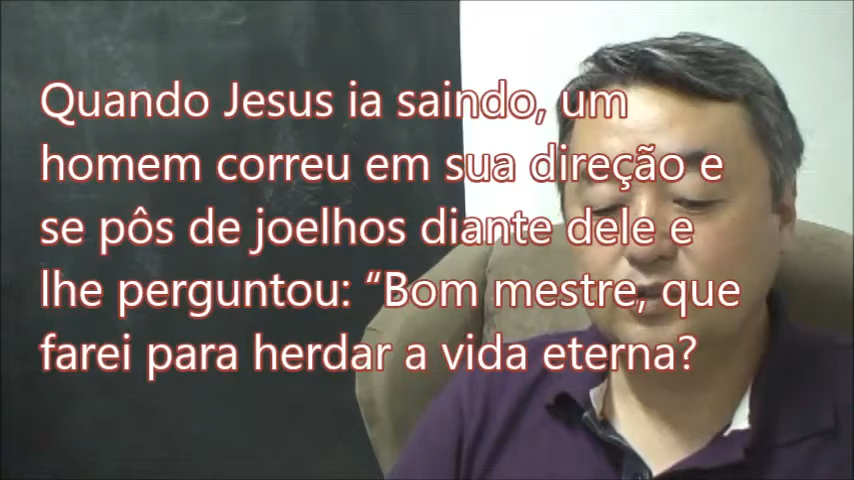 Quando Jesus ia saindo, um
homem correu em sua direção e
se pôs de joelhos diante dele e
lhe perguntou: “Bom mestre, que
farei para herdar a vida eterna?